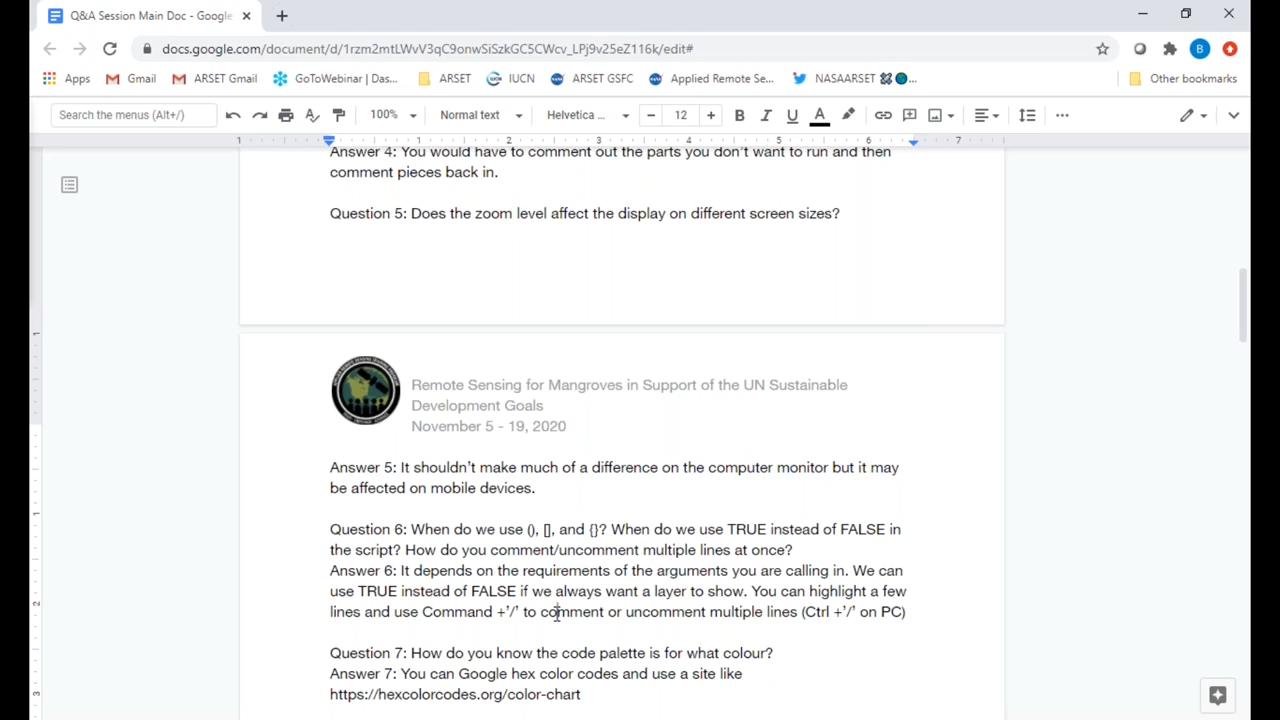 Q&A Session Main Doc - Google
docs.google.com/document/d/1rzm2mtLWvV3qC9onwSiSzkGC5CWcv_LPj9v25eZ116k/edit#
Apps Gmail ARSET Gmail GoToWebinar | Das... ARSET IUCN ARSET GSFC Applied Remote Se... NASAARSET ... Other bookmarks
Search the menus (Alt+/) 100% Normal text Helvetica ... 12 B I U A
1 1 2 3 4 5 6 7
Answer 4: You would have to comment out the parts you don't want to run and then
comment pieces back in.
Question 5: Does the zoom level affect the display on different screen sizes?
Remote Sensing for Mangroves in Support of the UN Sustainable
Development Goals
November 5 - 19, 2020
Answer 5: It shouldn't make much of a difference on the computer monitor but it may
be affected on mobile devices.
Question 6: When do we use (), [], and {}? When do we use TRUE instead of FALSE in
the script? How do you comment/uncomment multiple lines at once?
Answer 6: It depends on the requirements of the arguments you are calling in. We can
use TRUE instead of FALSE if we always want a layer to show. You can highlight a few
lines and use Command +'/' to comment or uncomment multiple lines (Ctrl +'/' on PC)
Question 7: How do you know the code palette is for what colour?
Answer 7: You can Google hex color codes and use a site like
https://hexcolorcodes.org/color-chart